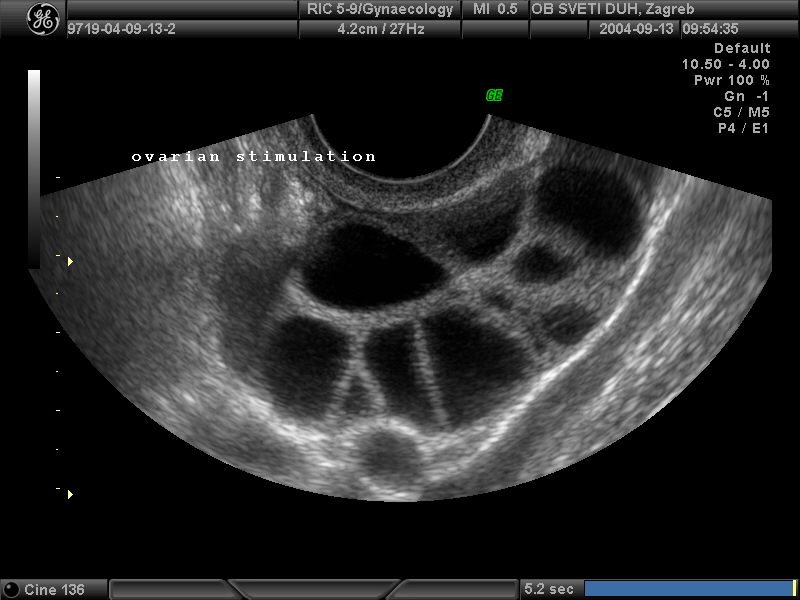 RIC 5-9/Gynaecology MI 0.5 OB SVETI DUH, Zagreb
9719-04-09-13-2 4.2cm / 27Hz 2004-09-13 09:54:35
Default
10.50 - 4.00
Pwr 100 %
Gn -1
C5 / M5
P4 / E1
GE
ovarian stimulation
Cine 136 5.2 sec